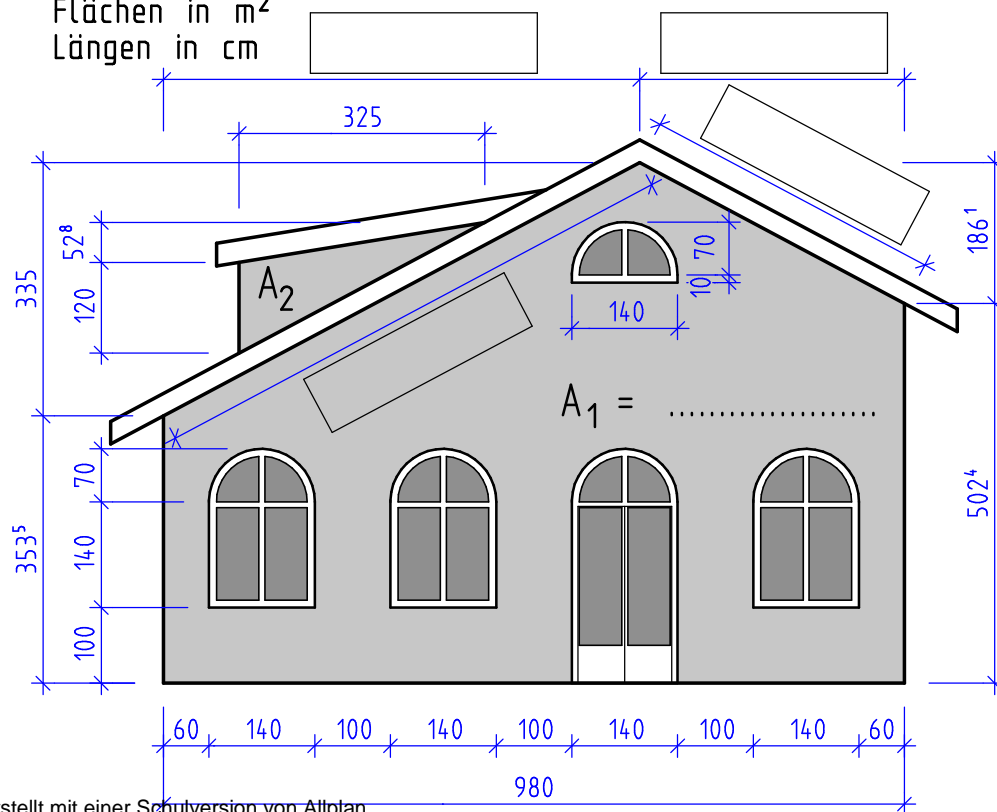 Flächen in m²
Längen in cm
325
52⁸
335
120
A₂
70
10
140
186¹
A₁ = .....................
70
140
100
353⁵
502⁴
60 140 100 140 100 140 100 140 60
980
stellt mit einer Schulversion von Allplan